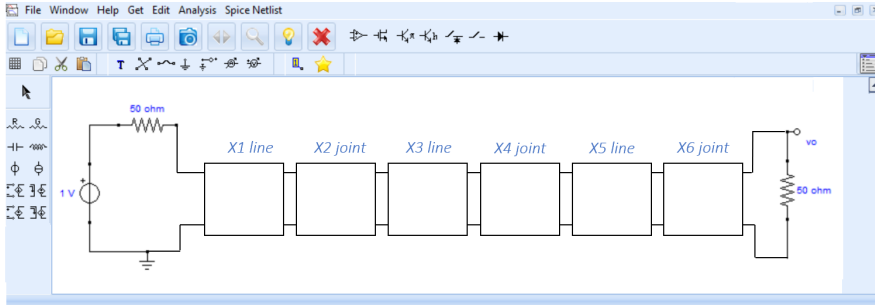 File Window Help Get Edit Analysis Spice Netlist
T
R G
50 ohm
X1 line X2 joint X3 line X4 joint X5 line X6 joint
vo
+
1 V
50 ohm